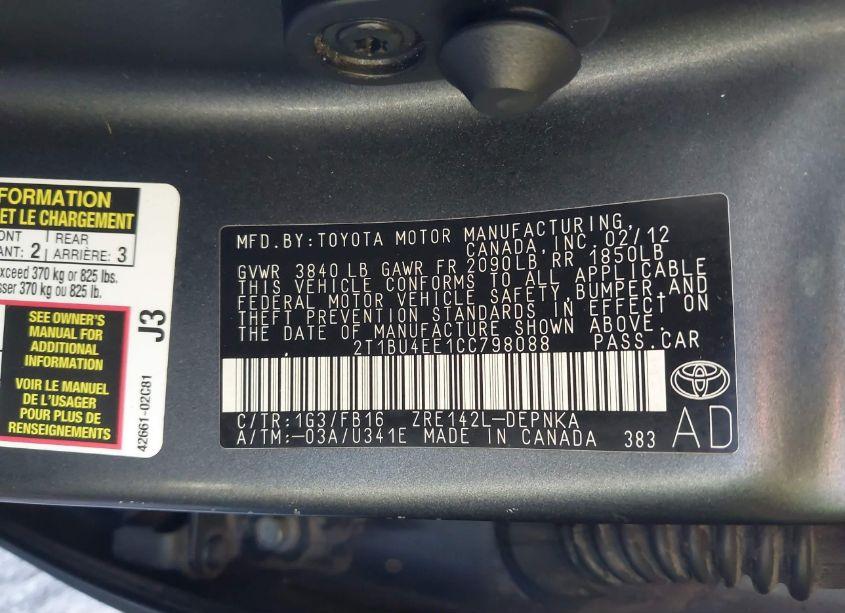 FORMATION
ET LE CHARGEMENT
ONT
ANT: 2
REAR
ARRIÈRE: 3
exceed 370 kg or 825 lbs.
sser 370 kg ou 825 lb.
SEE OWNER'S
MANUAL FOR
ADDITIONAL
INFORMATION
VOIR LE MANUEL
DE L'USAGER
POUR PLUS DE
RENSEIGNEMENTS
J3
42661-02C81
MFD.BY:TOYOTA MOTOR MANUFACTURING,
CANADA,INC.02/12
GVWR 3840LB GAWR FR 2090LB RR 1850LB
THIS VEHICLE CONFORMS TO ALL APPLICABLE
FEDERAL MOTOR VEHICLE SAFETY,BUMPER,AND
THEFT PREVENTION STANDARDS IN EFFECT ON
THE DATE OF MANUFACTURE SHOWN ABOVE.
2T1BU4EE1CC798088 PASS.CAR
C/TR:1G3/FB16 ZRE142L-DEPNKA
A/TM:-03A/U341E MADE IN CANADA 383
AD